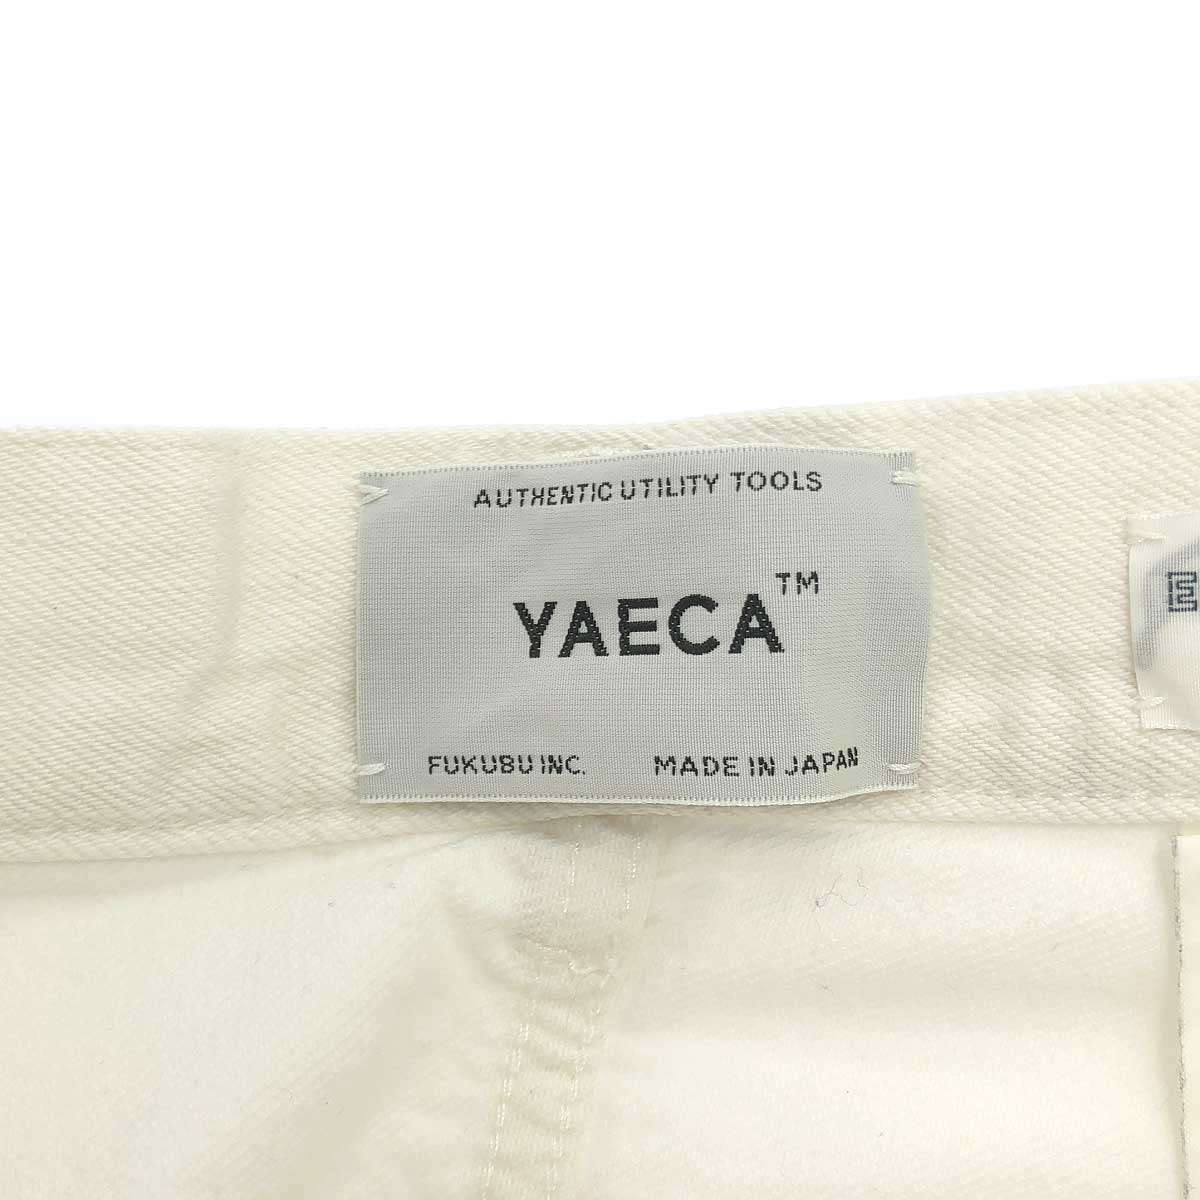 AUTHENTIC UTILITY TOOLS
YAECA™
FUKUBU INC. MADE IN JAPAN